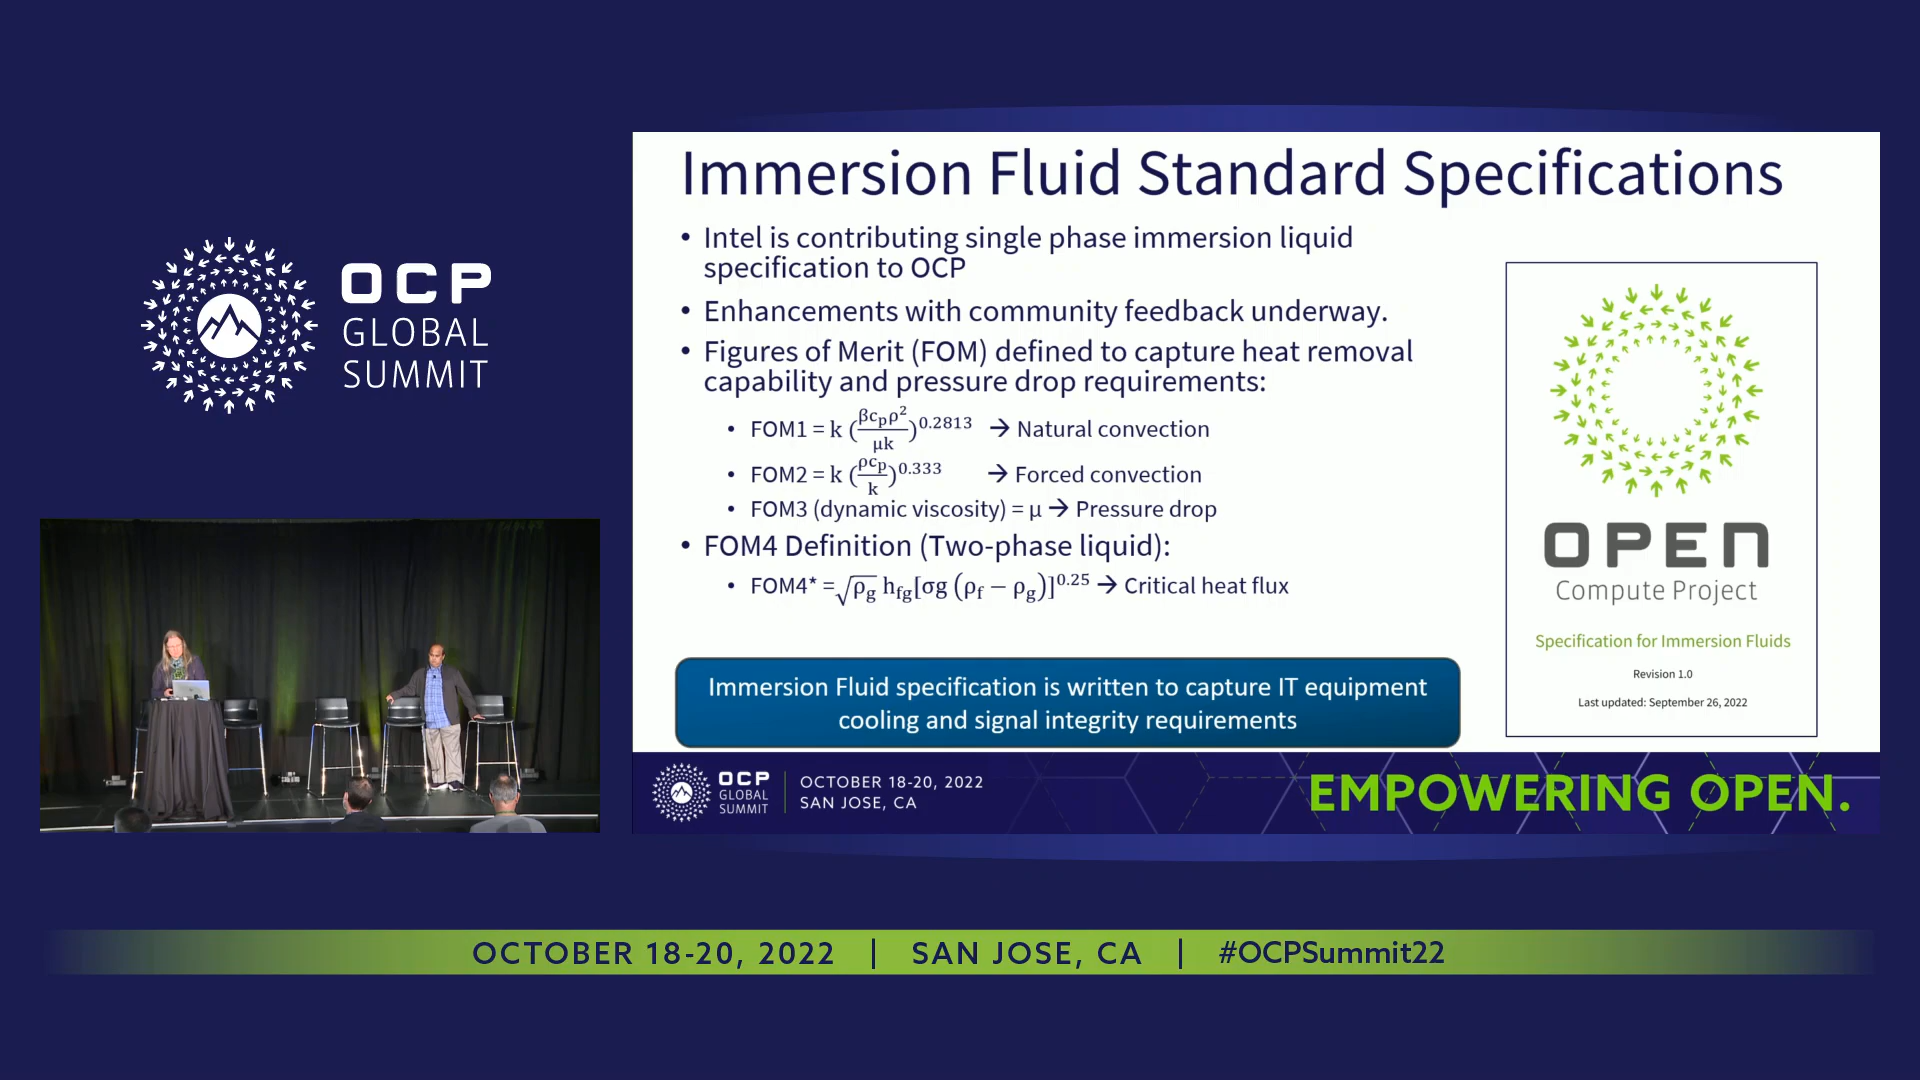 OCP
GLOBAL
SUMMIT
Immersion Fluid Standard Specifications
• Intel is contributing single phase immersion liquid
specification to OCP
• Enhancements with community feedback underway.
• Figures of Merit (FOM) defined to capture heat removal
capability and pressure drop requirements:
• FOM1 = k (βcₚρ²/μk)^0.2813 → Natural convection
• FOM2 = k (ρcₚ/k)^0.333 → Forced convection
• FOM3 (dynamic viscosity) = μ → Pressure drop
• FOM4 Definition (Two-phase liquid):
• FOM4* =√ρg hfg[σg (ρf − ρg)]^0.25 → Critical heat flux
Immersion Fluid specification is written to capture IT equipment
cooling and signal integrity requirements
OPEN
Compute Project
Specification for Immersion Fluids
Revision 1.0
Last updated: September 26, 2022
OCP
GLOBAL
SUMMIT
OCTOBER 18-20, 2022
SAN JOSE, CA
EMPOWERING OPEN.
OCTOBER 18-20, 2022 | SAN JOSE, CA | #OCPSummit22